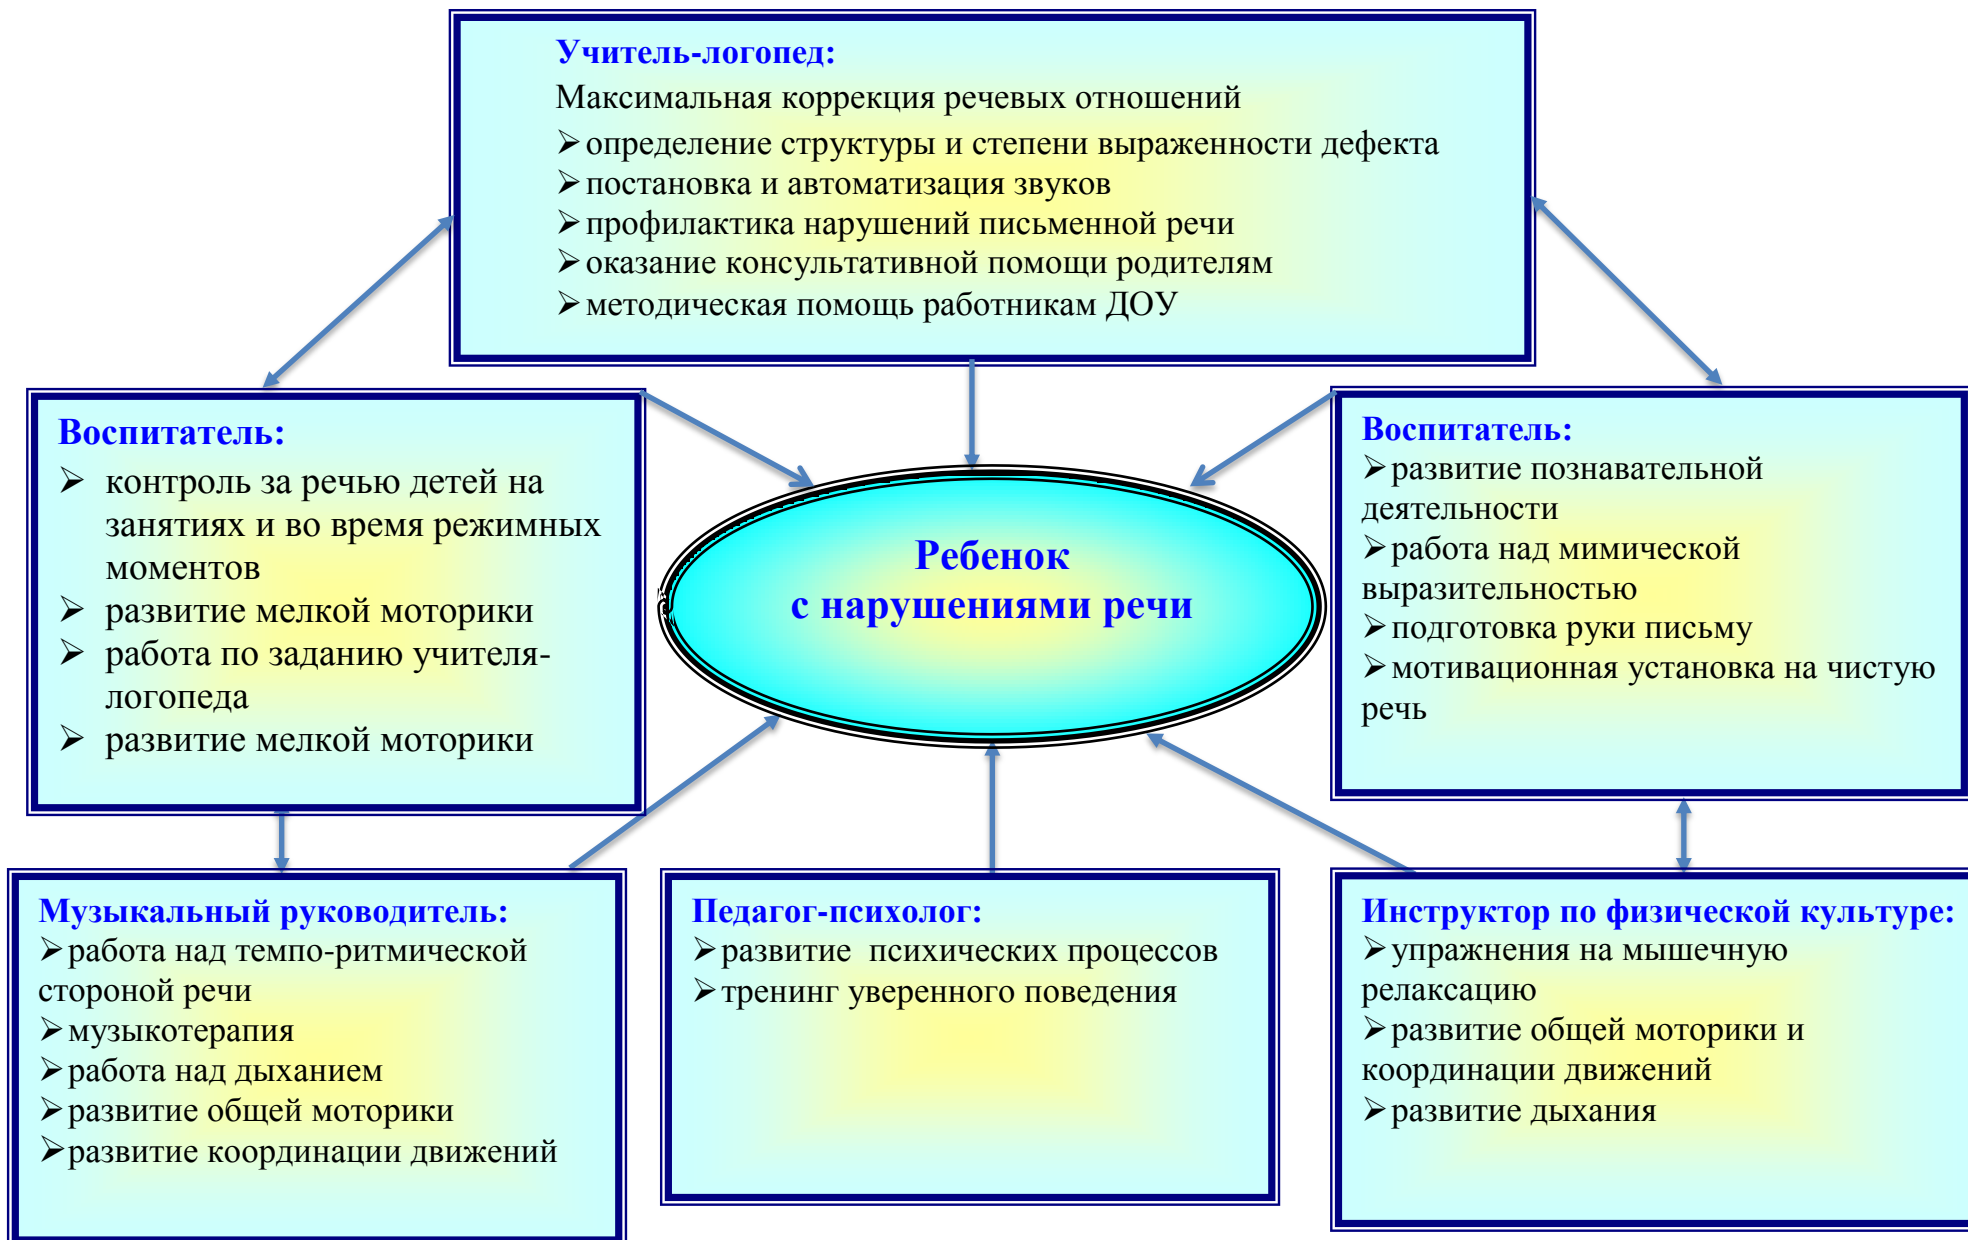 Учитель-логопед:
Максимальная коррекция речевых отношений
➢определение структуры и степени выраженности дефекта
➢постановка и автоматизация звуков
➢профилактика нарушений письменной речи
➢оказание консультативной помощи родителям
➢методическая помощь работникам ДОУ
Воспитатель:
➢ контроль за речью детей на
занятиях и во время режимных
моментов
➢ развитие мелкой моторики
➢ работа по заданию учителя-
логопеда
➢ развитие мелкой моторики
Ребенок
с нарушениями речи
Воспитатель:
➢развитие познавательной
деятельности
➢работа над мимической
выразительностью
➢подготовка руки письму
➢мотивационная установка на чистую
речь
Музыкальный руководитель:
➢работа над темпо-ритмической
стороной речи
➢музыкотерапия
➢работа над дыханием
➢развитие общей моторики
➢развитие координации движений
Педагог-психолог:
➢развитие психических процессов
➢тренинг уверенного поведения
Инструктор по физической культуре:
➢упражнения на мышечную
релаксацию
➢развитие общей моторики и
координации движений
➢развитие дыхания